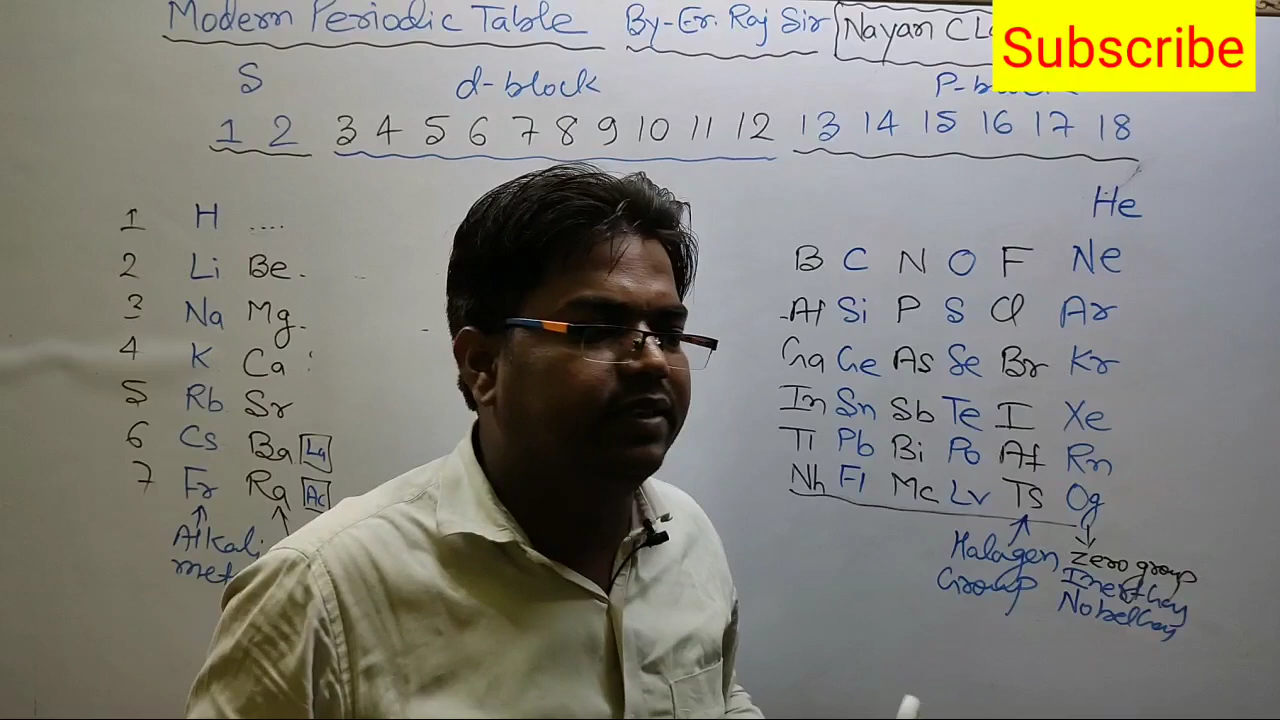 Modern Periodic Table By-Er. Raj Sir Nayan
Subscribe
S d-block
1 2 3 4 5 6 7 8 9 10 11 12 13 14 15 16 17 18
1 H .... He
2 Li Be. B C N O F Ne
3 Na Mg. Al Si P S Cl Ar
4 K Ca Ga Ge As Se Br Kr
5 Rb Sr In Sn Sb Te I Xe
6 Cs Ba La Tl Pb Bi Po At Rn
7 Fr Ra Ac Nh Fl Mc Lv Ts Og
Alkali Halagen Zero group
Group